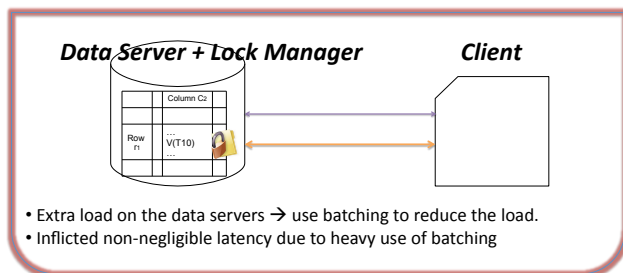 Data Server + Lock Manager
Client
Column C2
Row r1
...
V(T10)
...
• Extra load on the data servers → use batching to reduce the load.
• Inflicted non-negligible latency due to heavy use of batching